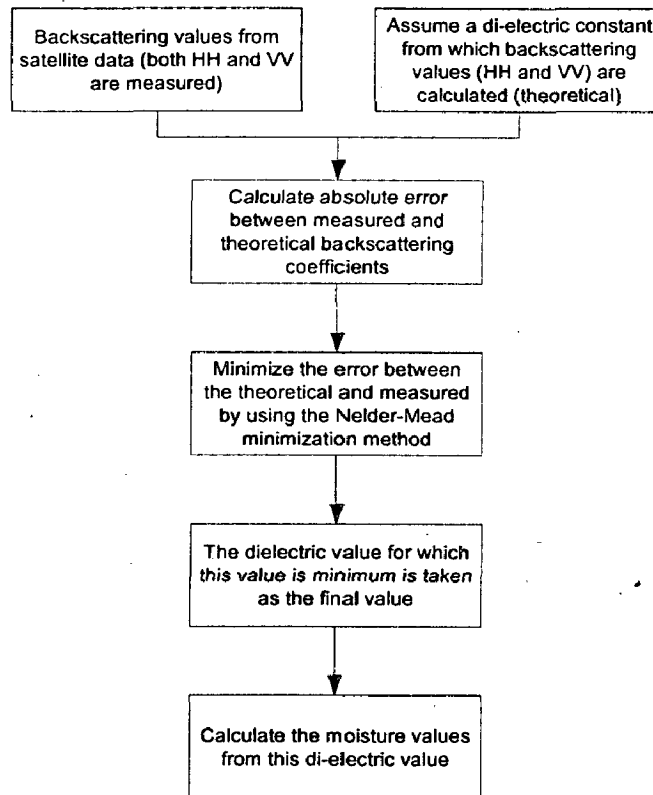 Backscattering values from
satellite data (both HH and VV
are measured)
Assume a di-electric constant
from which backscattering
values (HH and VV) are
calculated (theoretical)
Calculate absolute error
between measured and
theoretical backscattering
coefficients
Minimize the error between
the theoretical and measured
by using the Nelder-Mead
minimization method
The dielectric value for which
this value is minimum is taken
as the final value
Calculate the moisture values
from this di-electric value